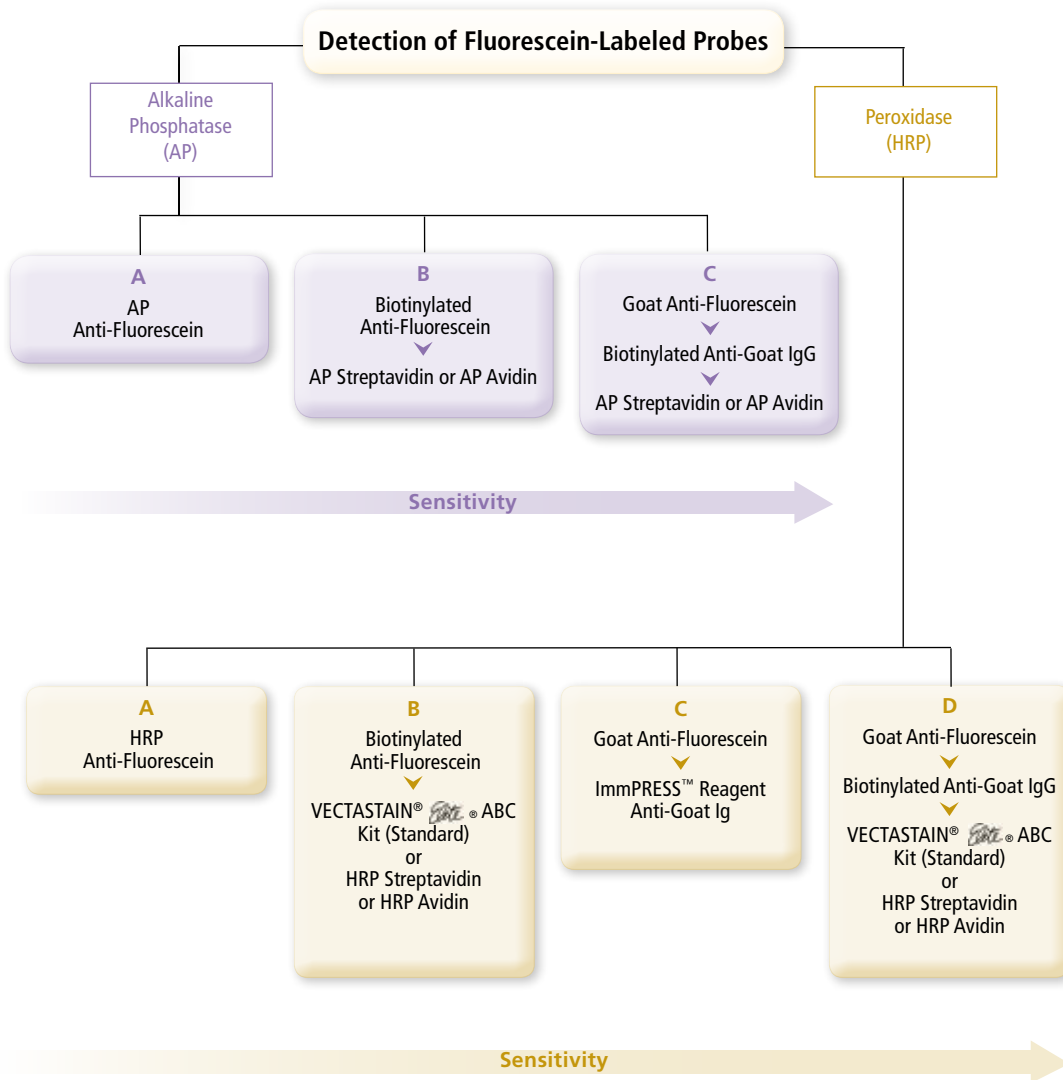 Detection of Fluorescein-Labeled Probes
Alkaline
Phosphatase
(AP)
Peroxidase
(HRP)
A
AP
Anti-Fluorescein
B
Biotinylated
Anti-Fluorescein
AP Streptavidin or AP Avidin
C
Goat Anti-Fluorescein
Biotinylated Anti-Goat IgG
AP Streptavidin or AP Avidin
Sensitivity
A
HRP
Anti-Fluorescein
B
Biotinylated
Anti-Fluorescein
VECTASTAIN® Elite® ABC
Kit (Standard)
or
HRP Streptavidin
or HRP Avidin
C
Goat Anti-Fluorescein
ImmPRESS™ Reagent
Anti-Goat Ig
D
Goat Anti-Fluorescein
Biotinylated Anti-Goat IgG
VECTASTAIN® Elite® ABC
Kit (Standard)
or
HRP Streptavidin
or HRP Avidin
Sensitivity